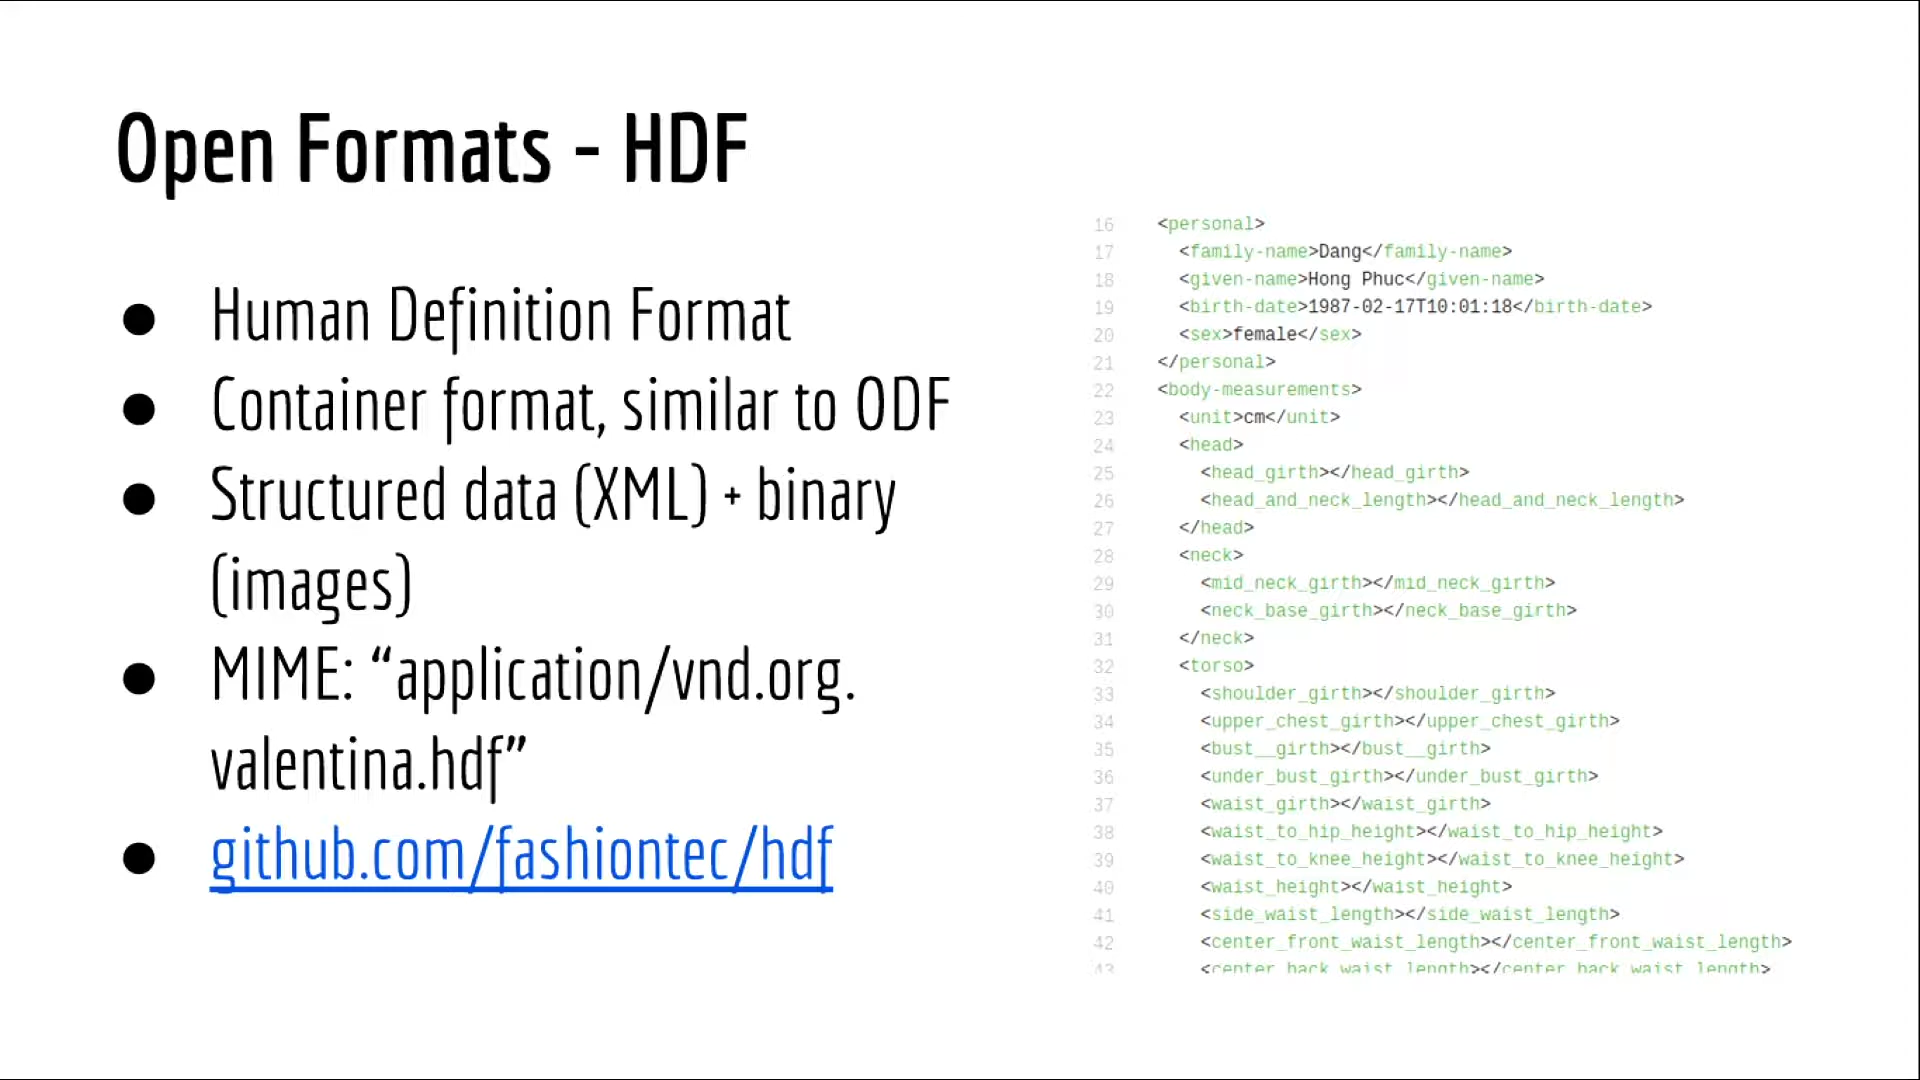 Open Formats - HDF
● Human Definition Format
● Container format, similar to ODF
● Structured data (XML) + binary
(images)
● MIME: “application/vnd.org.
valentina.hdf”
● github.com/fashiontec/hdf
16 <personal>
17 <family-name>Dang</family-name>
18 <given-name>Hong Phuc</given-name>
19 <birth-date>1987-02-17T10:01:18</birth-date>
20 <sex>female</sex>
21 </personal>
22 <body-measurements>
23 <unit>cm</unit>
24 <head>
25 <head_girth></head_girth>
26 <head_and_neck_length></head_and_neck_length>
27 </head>
28 <neck>
29 <mid_neck_girth></mid_neck_girth>
30 <neck_base_girth></neck_base_girth>
31 </neck>
32 <torso>
33 <shoulder_girth></shoulder_girth>
34 <upper_chest_girth></upper_chest_girth>
35 <bust__girth></bust__girth>
36 <under_bust_girth></under_bust_girth>
37 <waist_girth></waist_girth>
38 <waist_to_hip_height></waist_to_hip_height>
39 <waist_to_knee_height></waist_to_knee_height>
40 <waist_height></waist_height>
41 <side_waist_length></side_waist_length>
42 <center_front_waist_length></center_front_waist_length>
43 <center_back_waist_length></center_back_waist_length>